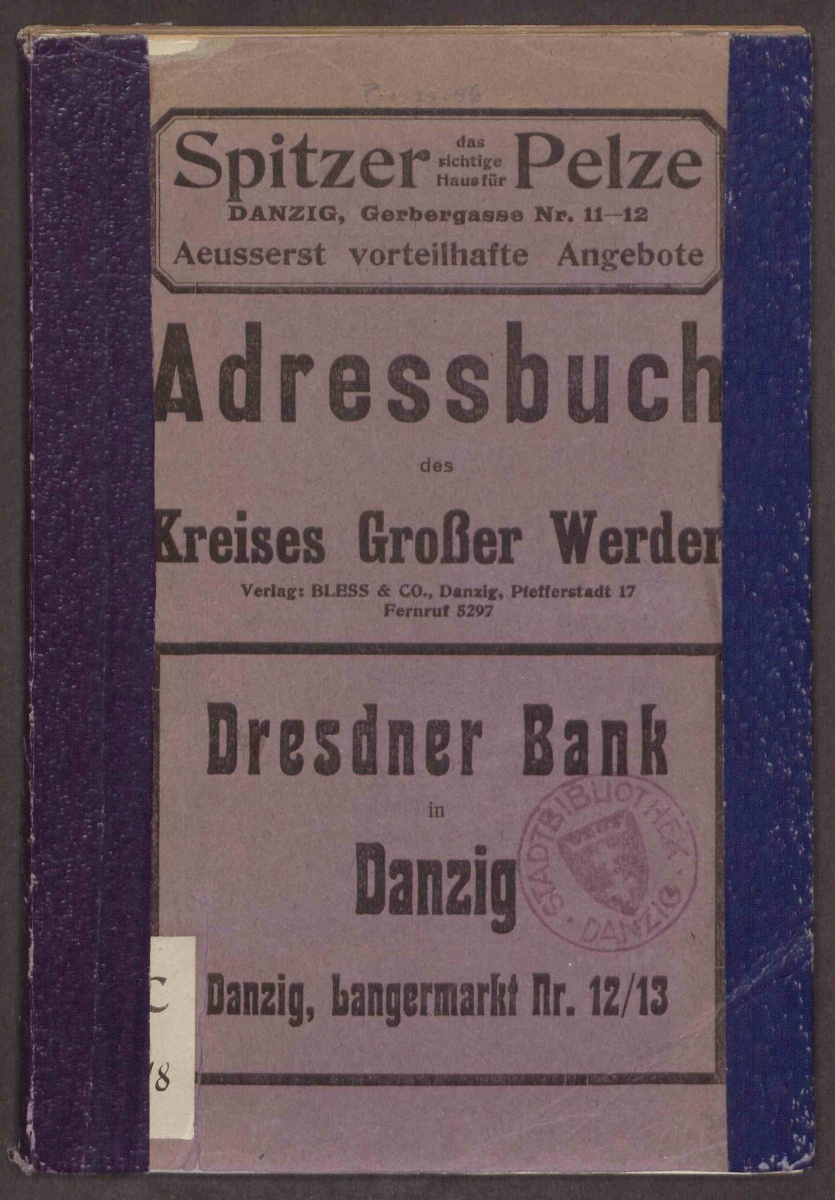 Spitzer das richtige Haus für Pelze
DANZIG, Gerbergasse Nr. 11—12
Aeusserst vorteilhafte Angebote
Adressbuch
des
Kreises Großer Werder
Verlag: BLESS & CO., Danzig, Pfefferstadt 17
Fernruf 5297
Dresdner Bank
in
Danzig
STADTBIBLIOTHEK · DANZIG ·
Danzig, Langermarkt Nr. 12/13
C
/8